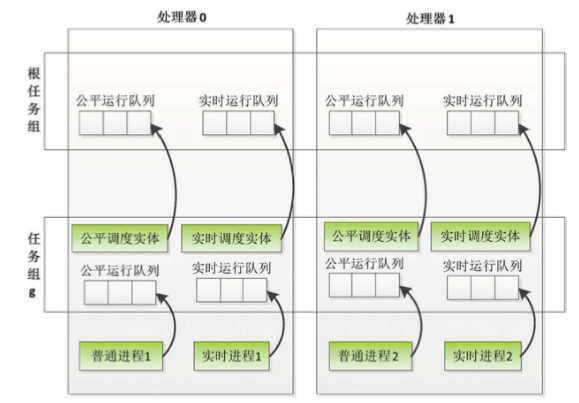 处理器0
处理器1
根任务组
公平运行队列
实时运行队列
公平运行队列
实时运行队列
任务组g
公平调度实体
实时调度实体
公平调度实体
实时调度实体
公平运行队列
实时运行队列
公平运行队列
实时运行队列
普通进程1
实时进程1
普通进程2
实时进程2